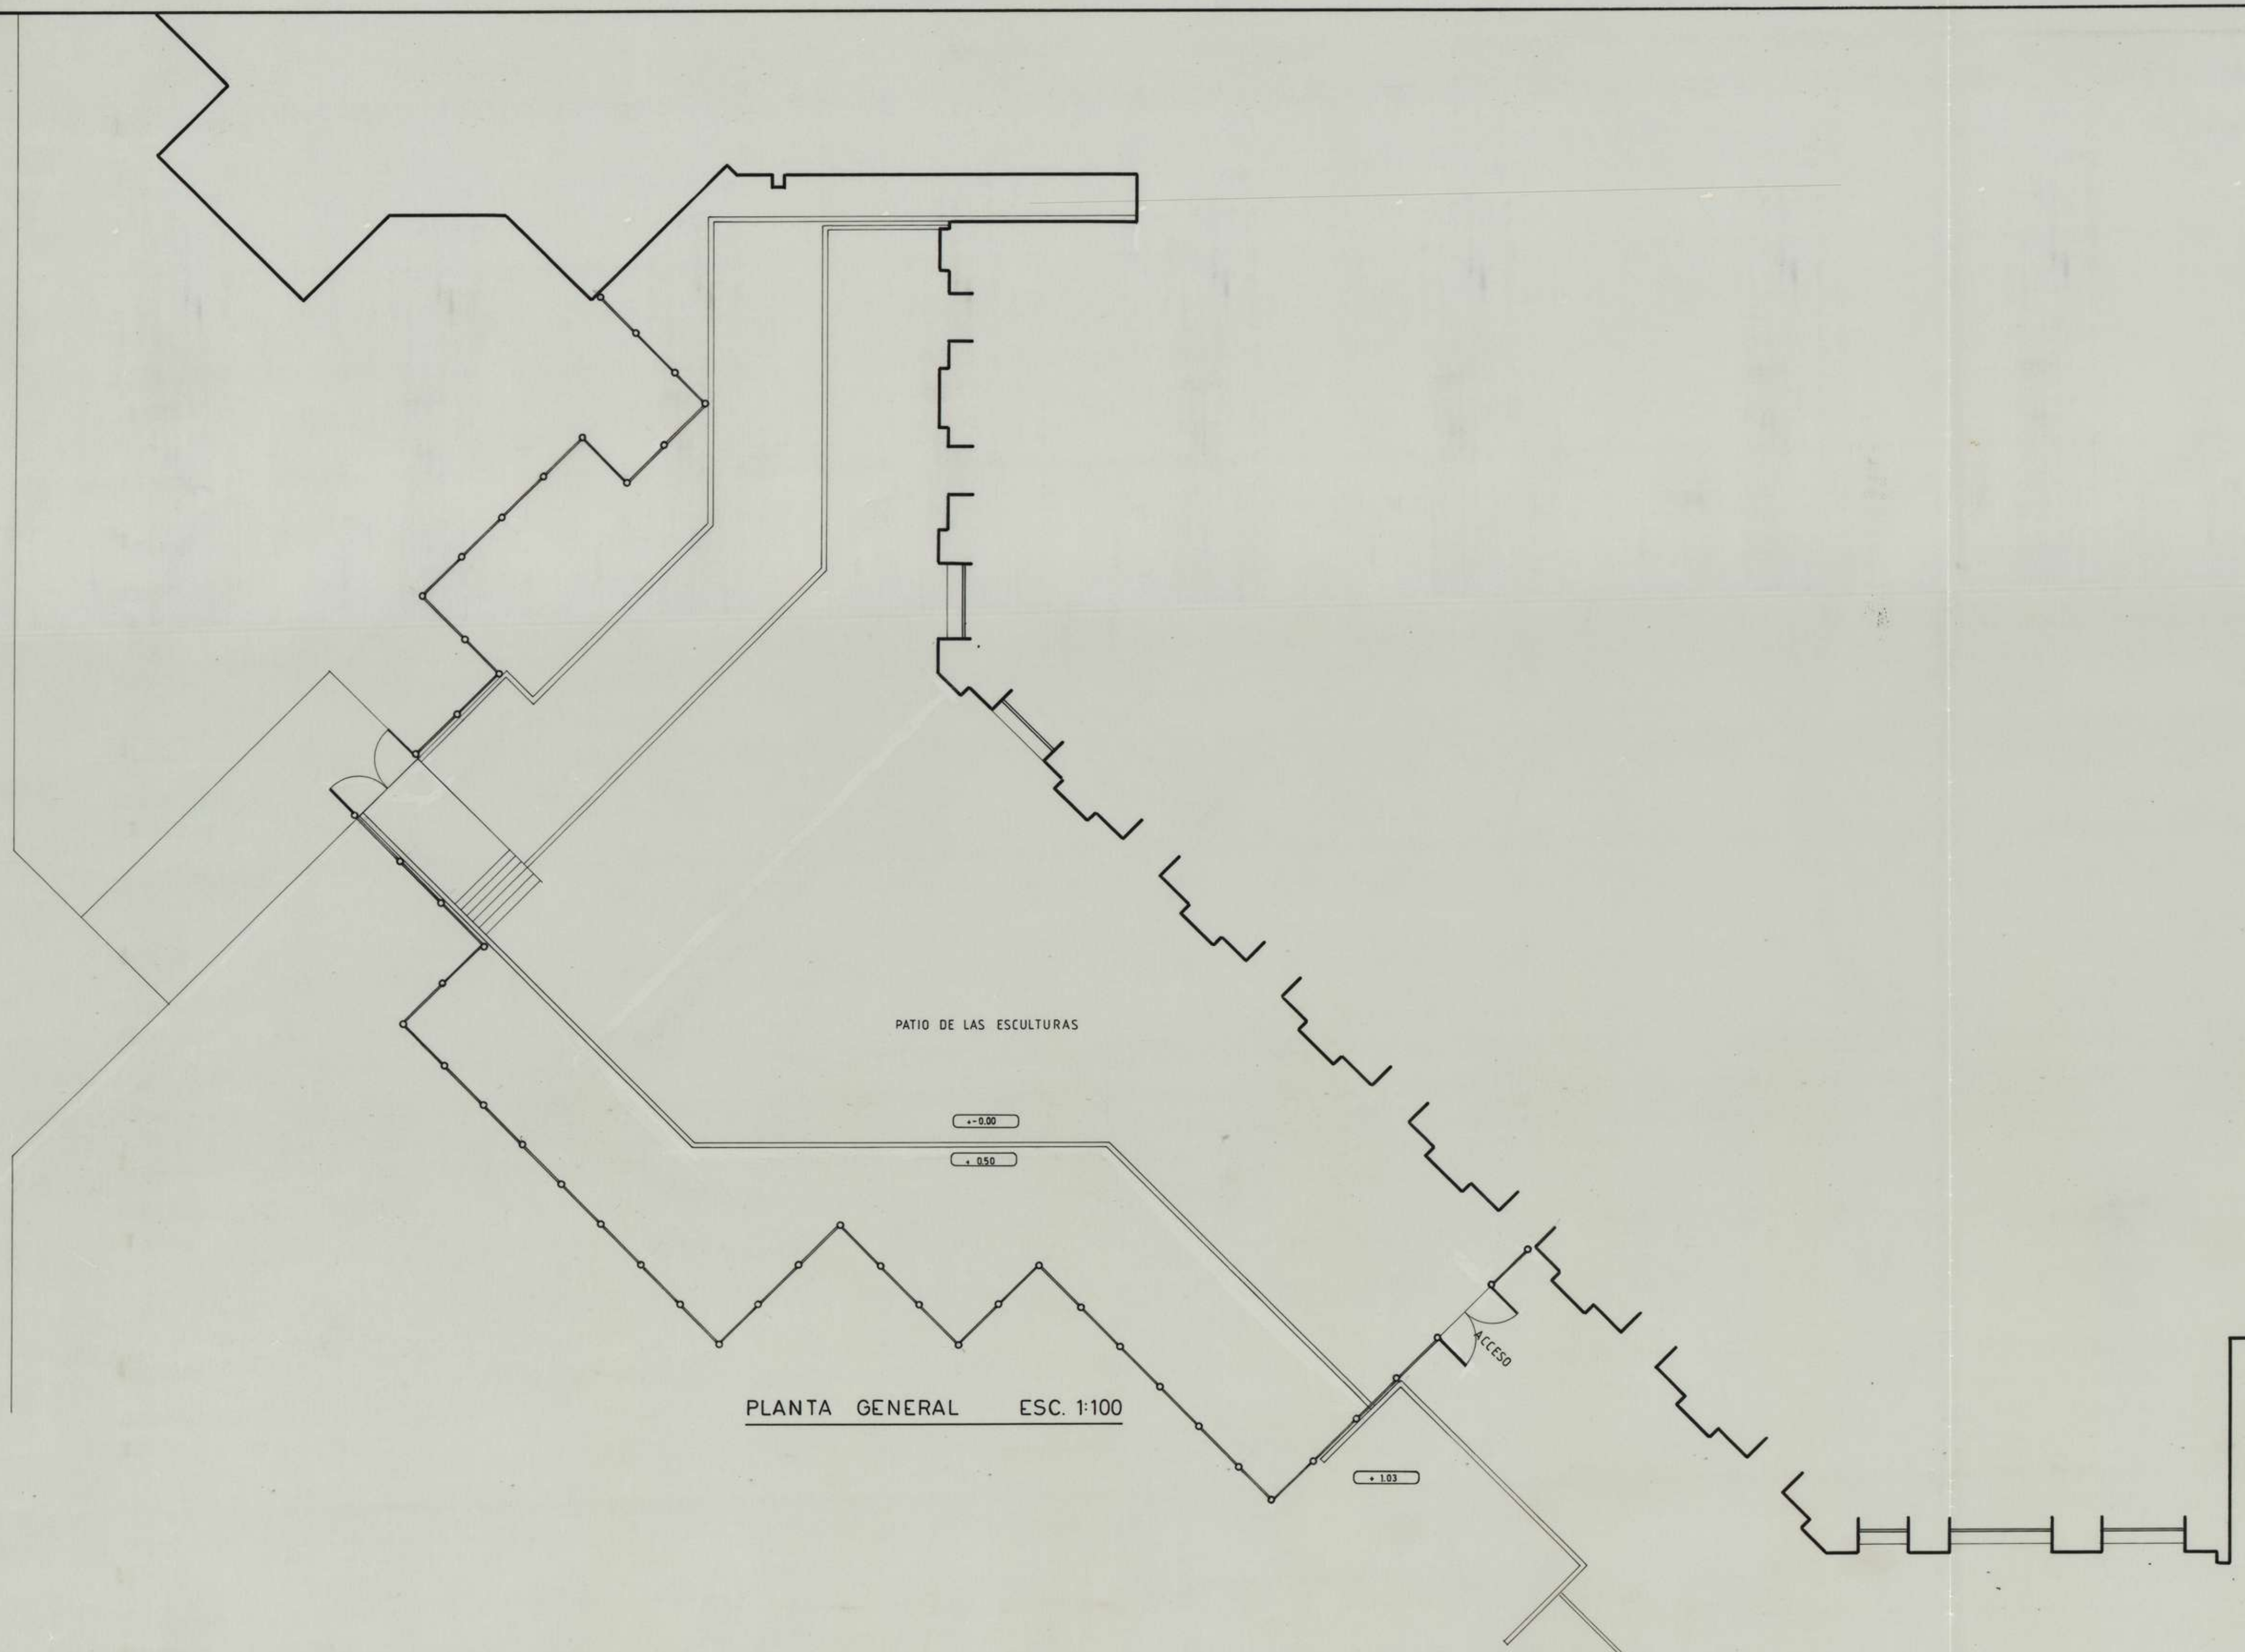 PATIO DE LAS ESCULTURAS
+-0.00
+ 0.50
ACCESO
PLANTA GENERAL ESC. 1:100
+ 1.03